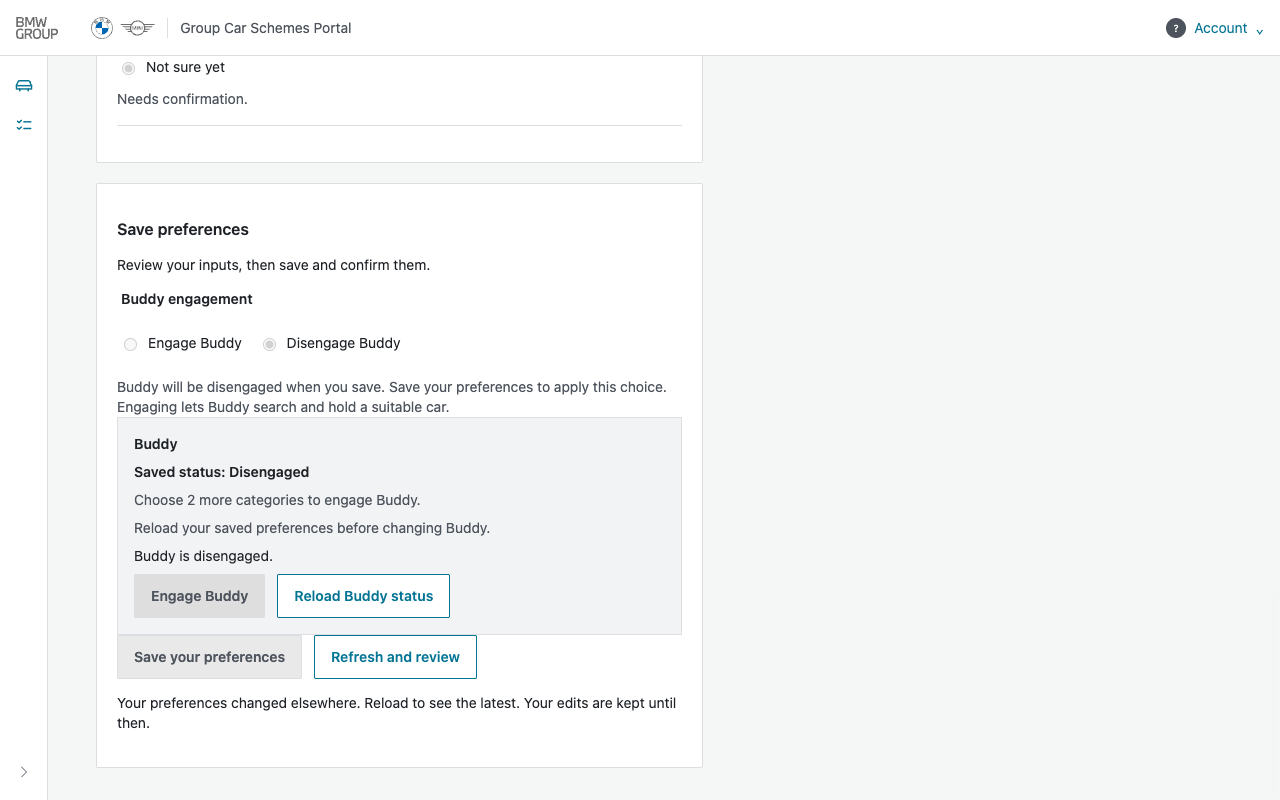 BMW
GROUP
MINI
Group Car Schemes Portal
?
Account
Not sure yet
Needs confirmation.
Save preferences
Review your inputs, then save and confirm them.
Buddy engagement
Engage Buddy
Disengage Buddy
Buddy will be disengaged when you save. Save your preferences to apply this choice.
Engaging lets Buddy search and hold a suitable car.
Buddy
Saved status: Disengaged
Choose 2 more categories to engage Buddy.
Reload your saved preferences before changing Buddy.
Buddy is disengaged.
Engage Buddy
Reload Buddy status
Save your preferences
Refresh and review
Your preferences changed elsewhere. Reload to see the latest. Your edits are kept until
then.